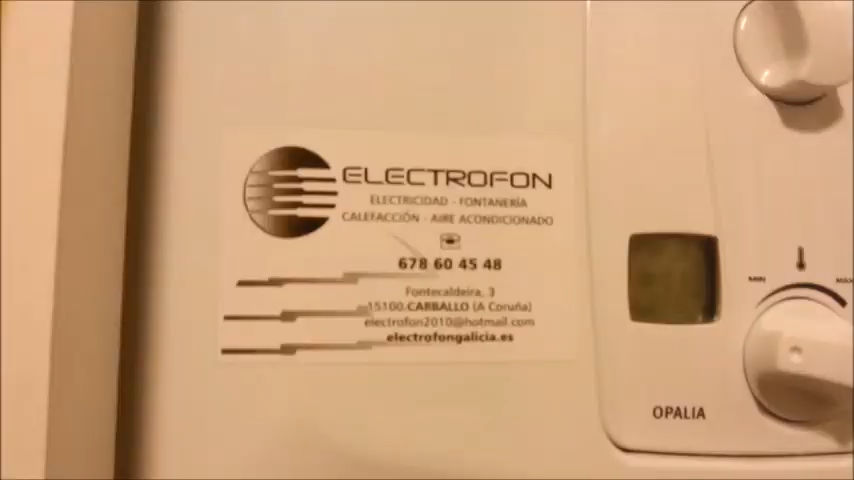 ELECTROFON
ELECTRICIDAD - FONTANERÍA
CALEFACCIÓN - AIRE ACONDICIONADO
678 60 45 48
Fontecaldeira, 3
15100 CARBALLO (A Coruña)
electrofon2010@hotmail.com
electrofongalicia.es
MIN
MAX
OPALIA